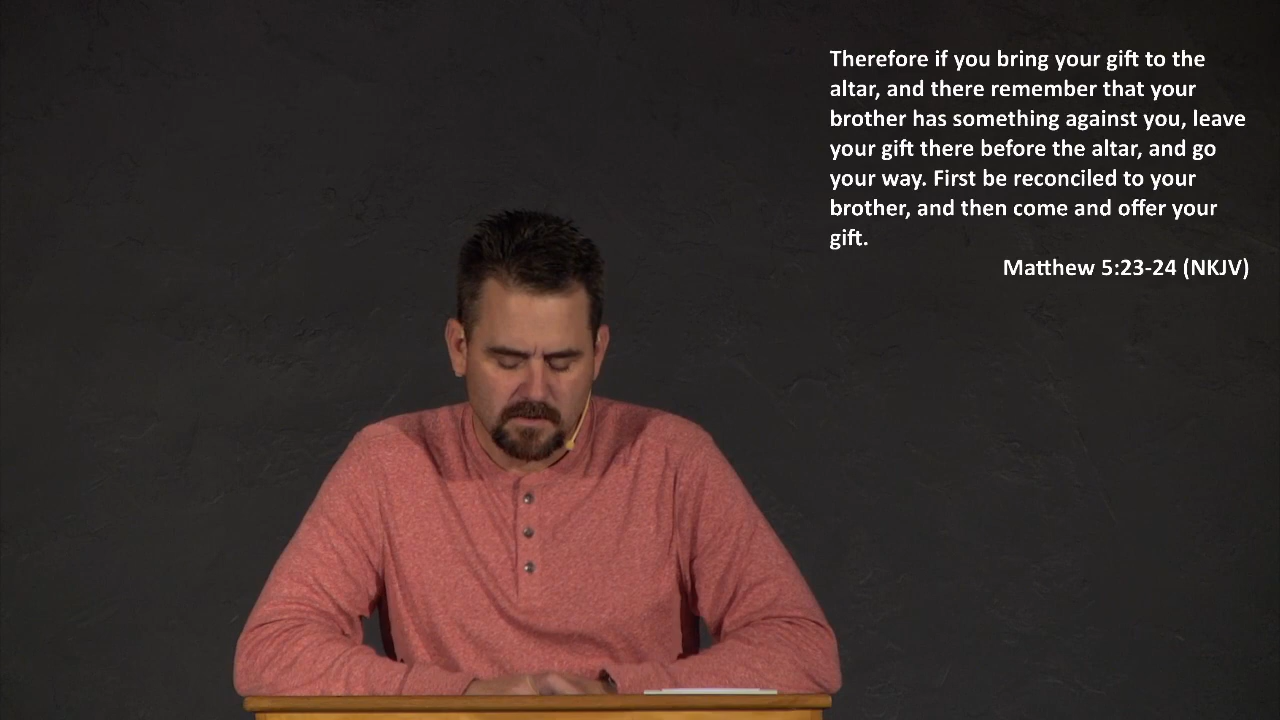 Therefore if you bring your gift to the
altar, and there remember that your
brother has something against you, leave
your gift there before the altar, and go
your way. First be reconciled to your
brother, and then come and offer your
gift.
Matthew 5:23-24 (NKJV)